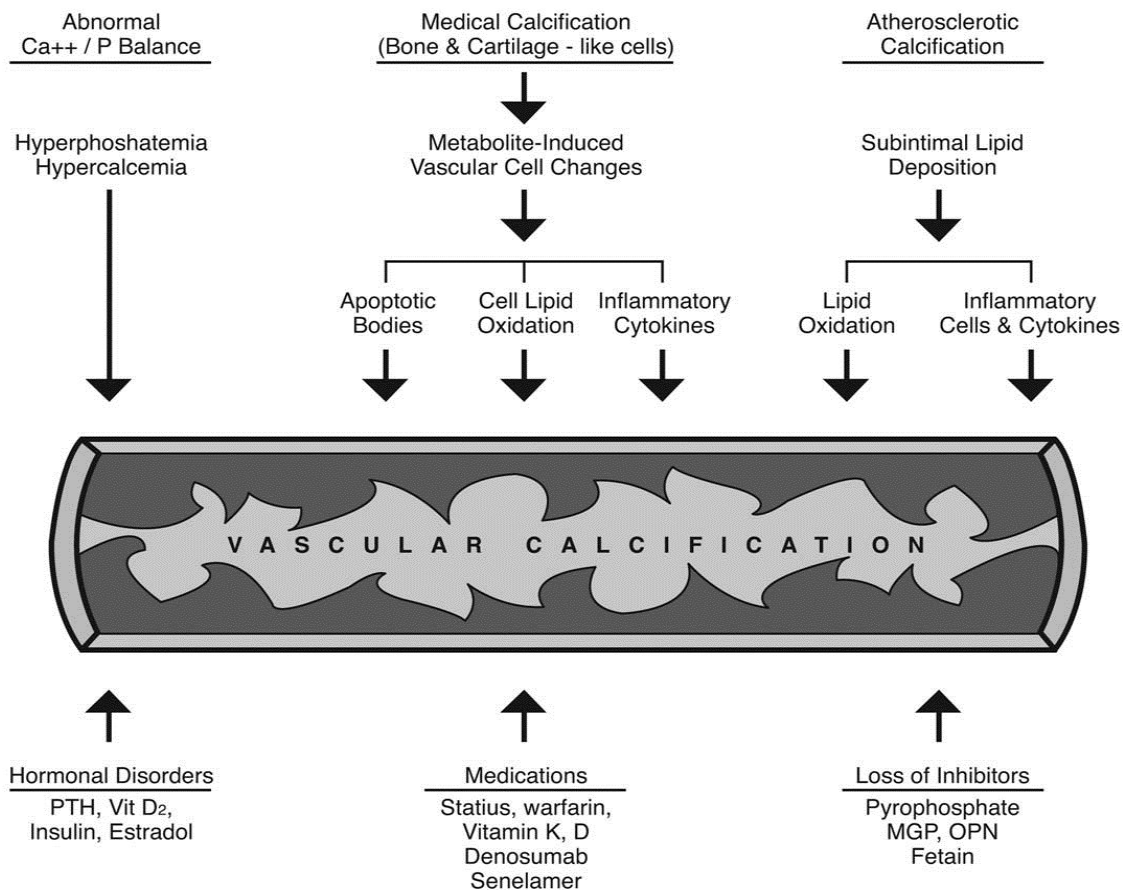 Abnormal
Ca++ / P Balance
Medical Calcification
(Bone & Cartilage - like cells)
Atherosclerotic
Calcification
Hyperphoshatemia
Hypercalcemia
Metabolite-Induced
Vascular Cell Changes
Subintimal Lipid
Deposition
Apoptotic
Bodies
Cell Lipid
Oxidation
Inflammatory
Cytokines
Lipid
Oxidation
Inflammatory
Cells & Cytokines
VASCULAR CALCIFICATION
Hormonal Disorders
PTH, Vit D2,
Insulin, Estradol
Medications
Status, warfarin,
Vitamin K, D
Denosumab
Senelamer
Loss of Inhibitors
Pyrophosphate
MGP, OPN
Fetain